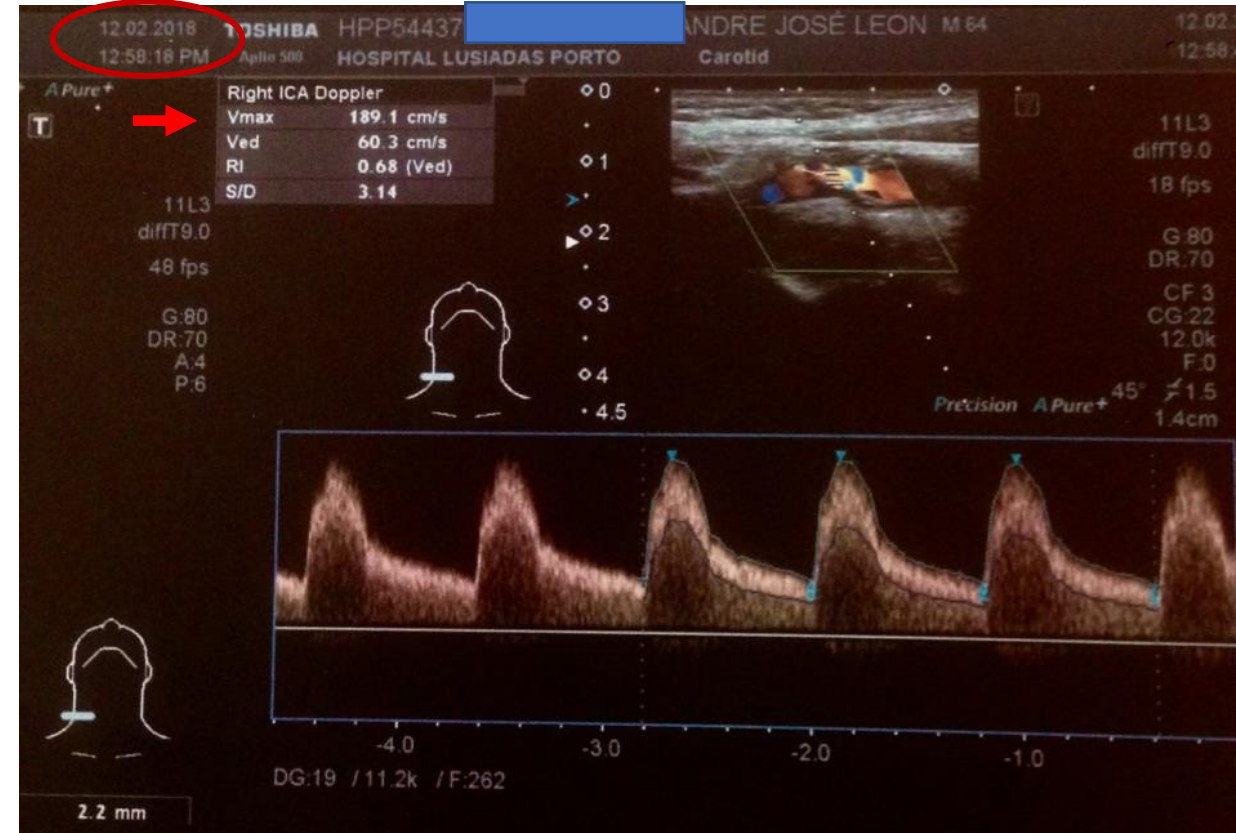 12.02.2018 TOSHIBA HPP54437 ANDRE JOSÉ LEON M 64 12.02.
12:58:18 PM Aplio 500 HOSPITAL LUSIADAS PORTO Carotid 12:58:
APure+
T
Right ICA Doppler
Vmax 189.1 cm/s
Ved 60.3 cm/s
RI 0.68 (Ved)
S/D 3.14
11L3
diffT9.0
48 fps
G:80
DR:70
A:4
P:6
0
1
2
3
4
4.5
11L3
diffT9.0
18 fps
G:80
DR:70
CF 3
CG:22
12.0k
F:0
Precision APure+ 45° 1.5
1.4cm
-4.0 -3.0 -2.0 -1.0
DG:19 /11.2k /F:262
2.2 mm